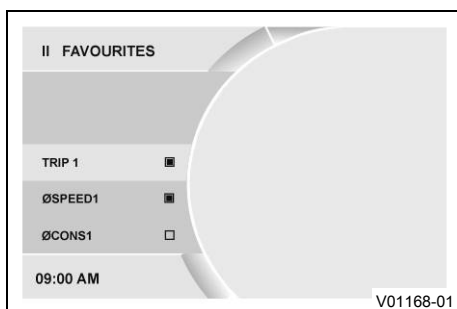 II FAVOURITES
TRIP 1
ØSPEED1
ØCONS1
09:00 AM
V01168-01